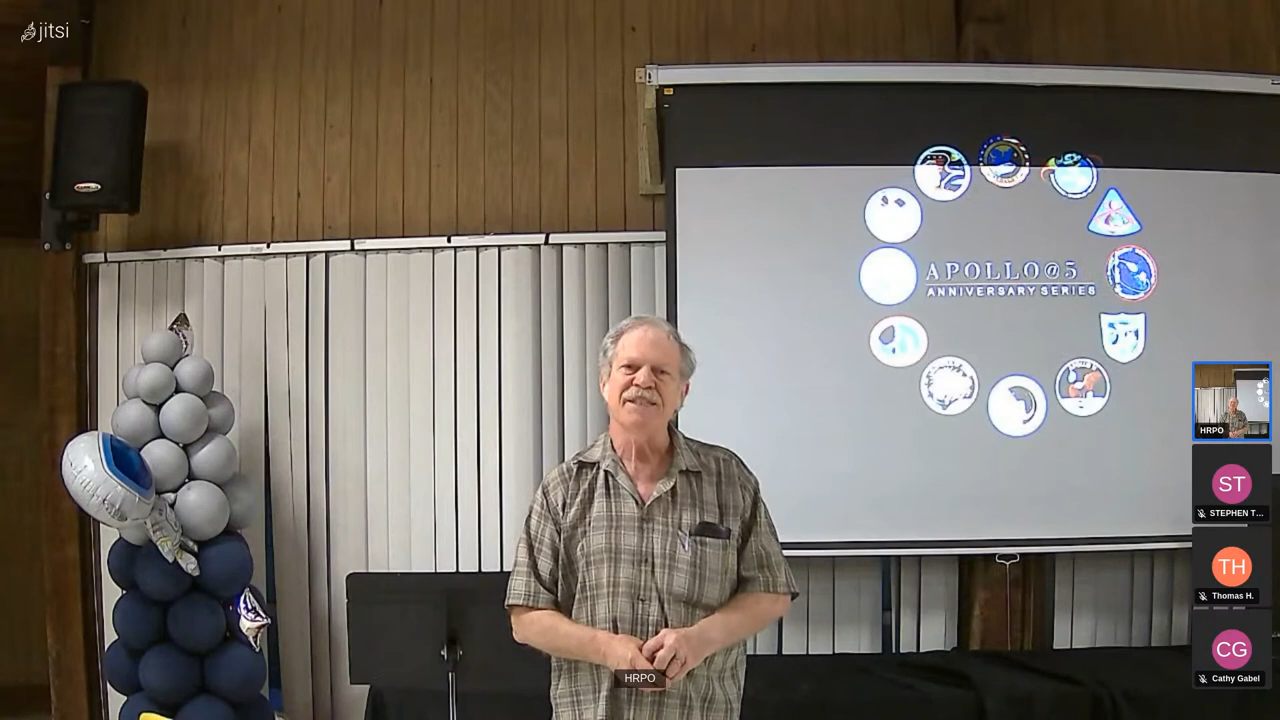 jitsi
APOLLO@5
ANNIVERSARY SERIES
HRPO
ST
STEPHEN T...
TH
Thomas H.
CG
Cathy Gabel
HRPO